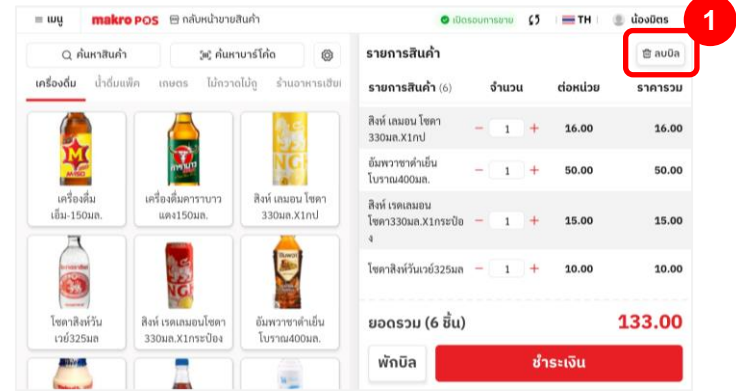 ≡ เมนู makro POS กลับหน้าขายสินค้า เปิดรอบการขาย TH น้องมิตร 1
ค้นหาสินค้า ค้นหาบาร์โค้ด
เครื่องดื่ม น้ำดื่มแพ็ค เกษตร ไม้กวาดไม้ถู ร้านอาหารเฮีย
M
M-150
เครื่องดื่ม
เอ็ม-150มล.
คาราบาว
เครื่องดื่มคาราบาว
แดง150มล.
สิงห์ เลมอน โซดา
330มล.X1กป
โซดาสิงห์วัน
เวย์325มล
สิงห์ เรดเลมอนโซดา
330มล.X1กระป๋อง
อัมพวาชาดำเย็น
โบราณ400มล.
รายการสินค้า ลบบิล
รายการสินค้า (6) จำนวน ต่อหน่วย ราคารวม
สิงห์ เลมอน โซดา
330มล.X1กป − 1 + 16.00 16.00
อัมพวาชาดำเย็น
โบราณ400มล. − 1 + 50.00 50.00
สิงห์ เรดเลมอน
โซดา330มล.X1กระป๋อ − 1 + 15.00 15.00
ง
โซดาสิงห์วันเวย์325มล − 1 + 10.00 10.00
ยอดรวม (6 ชิ้น) 133.00
พักบิล ชำระเงิน